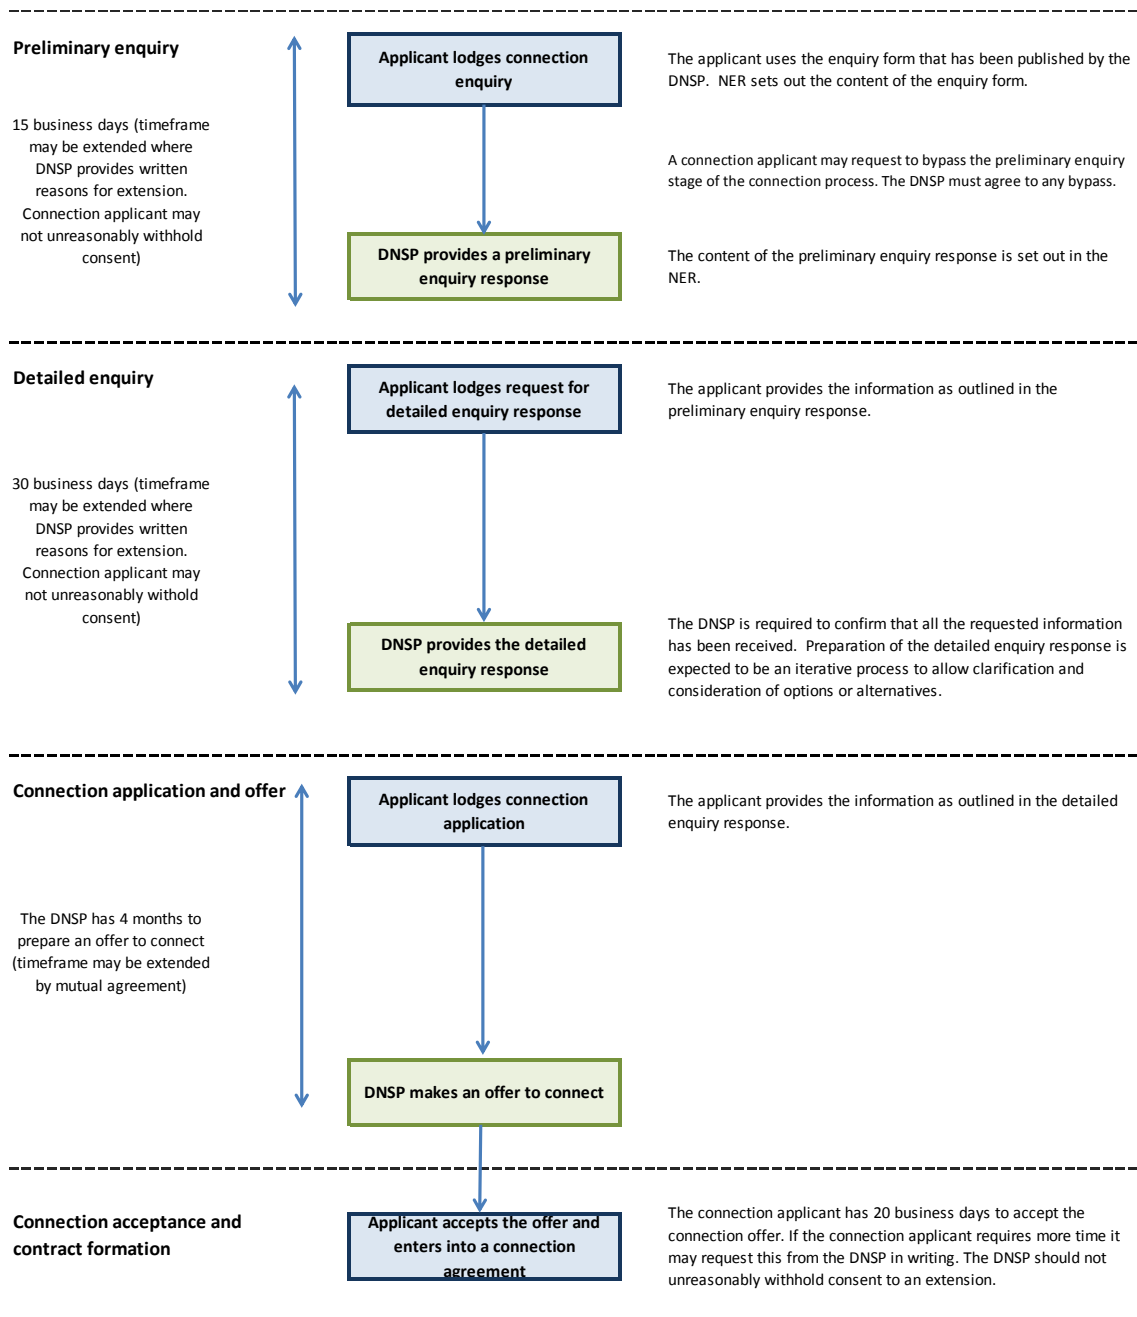 Preliminary enquiry
15 business days (timeframe
may be extended where
DNSP provides written
reasons for extension.
Connection applicant may
not unreasonably withhold
consent)
Applicant lodges connection
enquiry
The applicant uses the enquiry form that has been published by the
DNSP.  NER sets out the content of the enquiry form.
A connection applicant may request to bypass the preliminary enquiry
stage of the connection process. The DNSP must agree to any bypass.
DNSP provides a preliminary
enquiry response
The content of the preliminary enquiry response is set out in the
NER.
Detailed enquiry
30 business days (timeframe
may be extended where
DNSP provides written
reasons for extension.
Connection applicant may
not unreasonably withold
consent)
Applicant lodges request for
detailed enquiry response
The applicant provides the information as outlined in the
preliminary enquiry response.
DNSP provides the detailed
enquiry response
The DNSP is required to confirm that all the requested information
has been received.  Preparation of the detailed enquiry response is
expected to be an iterative process to allow clarification and
consideration of options or alternatives.
Connection application and offer
The DNSP has 4 months to
prepare an offer to connect
(timeframe may be extended
by mutual agreement)
Applicant lodges connection
application
The applicant provides the information as outlined in the detailed
enquiry response.
DNSP makes an offer to connect
Connection acceptance and
contract formation
Applicant accepts the offer and
enters into a connection
agreement
The connection applicant has 20 business days to accept the
connection offer. If the connection applicant requires more time it
may request this from the DNSP in writing. The DNSP should not
unreasonably withhold consent to an extension.